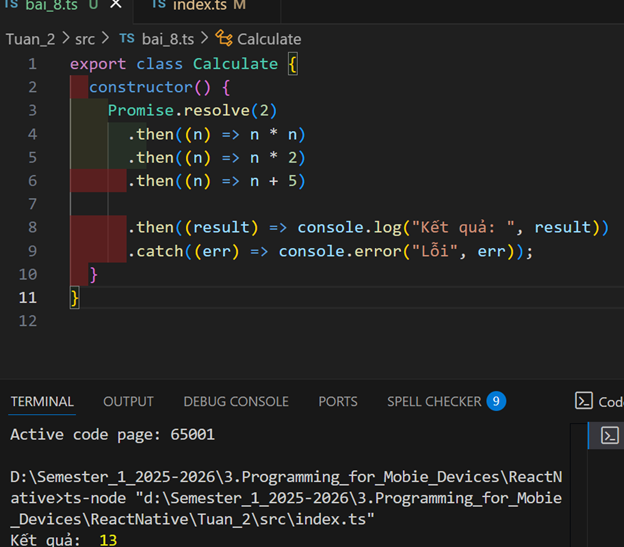 TS bai_8.ts U × TS index.ts M
Tuan_2 > src > TS bai_8.ts > Calculate
1 export class Calculate {
2 constructor() {
3 Promise.resolve(2)
4 .then((n) => n * n)
5 .then((n) => n * 2)
6 .then((n) => n + 5)
7
8 .then((result) => console.log("Kết quả: ", result))
9 .catch((err) => console.error("Lỗi", err));
10 }
11 }
12
TERMINAL OUTPUT DEBUG CONSOLE PORTS SPELL CHECKER 9 Cod
Active code page: 65001
D:\Semester_1_2025-2026\3.Programming_for_Mobie_Devices\ReactN
ative>ts-node "d:\Semester_1_2025-2026\3.Programming_for_Mobie
_Devices\ReactNative\Tuan_2\src\index.ts"
Kết quả: 13